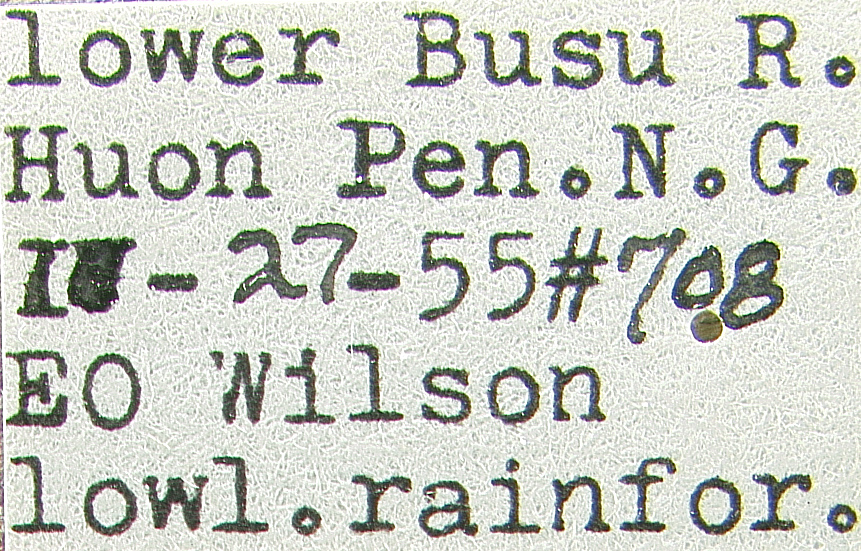 lower Busu R.
Huon Pen.N.G.
-27-55#708
EO Wilson
lowl.rainfor.